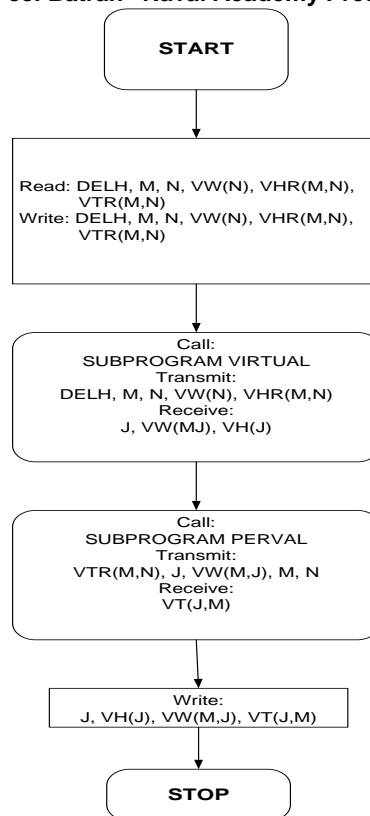 START
Read: DELH, M, N, VW(N), VHR(M,N),
VTR(M,N)
Write: DELH, M, N, VW(N), VHR(M,N),
VTR(M,N)
Call:
SUBPROGRAM VIRTUAL
Transmit:
DELH, M, N, VW(N), VHR(M,N)
Receive:
J, VW(MJ), VH(J)
Call:
SUBPROGRAM PERVAL
Transmit:
VTR(M,N), J, VW(M,J), M, N
Receive:
VT(J,M)
Write:
J, VH(J), VW(M,J), VT(J,M)
STOP